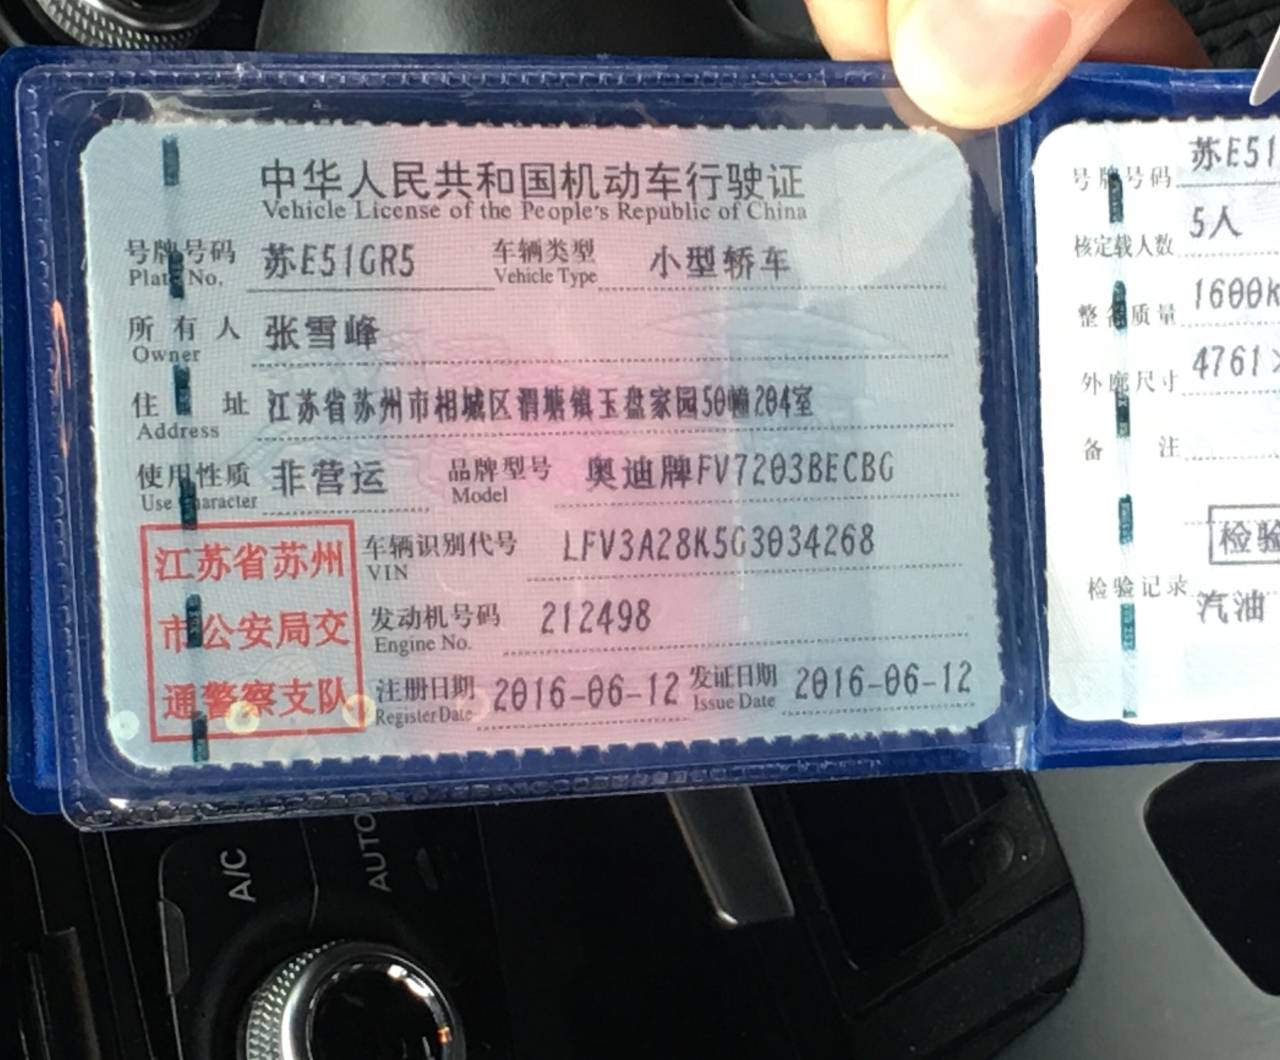 中华人民共和国机动车行驶证
Vehicle License of the People's Republic of China
号牌号码 苏E51GR5 车辆类型 小型轿车
Plate No. Vehicle Type
所有人 张雪峰
Owner
住址 江苏省苏州市相城区渭塘镇玉盘家园50幢204室
Address
使用性质 非营运 品牌型号 奥迪牌FV7203BECBG
Use Character Model
江苏省苏州
市公安局交
通警察支队
车辆识别代号 LFV3A28K5G3034268
VIN
发动机号码 212498
Engine No.
注册日期 2016-06-12 发证日期 2016-06-12
Register Date Issue Date
号牌号码 苏E51
核定载人数 5人
整备质量 1600k
外廓尺寸 4761×
备注
检验
检验记录
汽油
A/C
AUTO